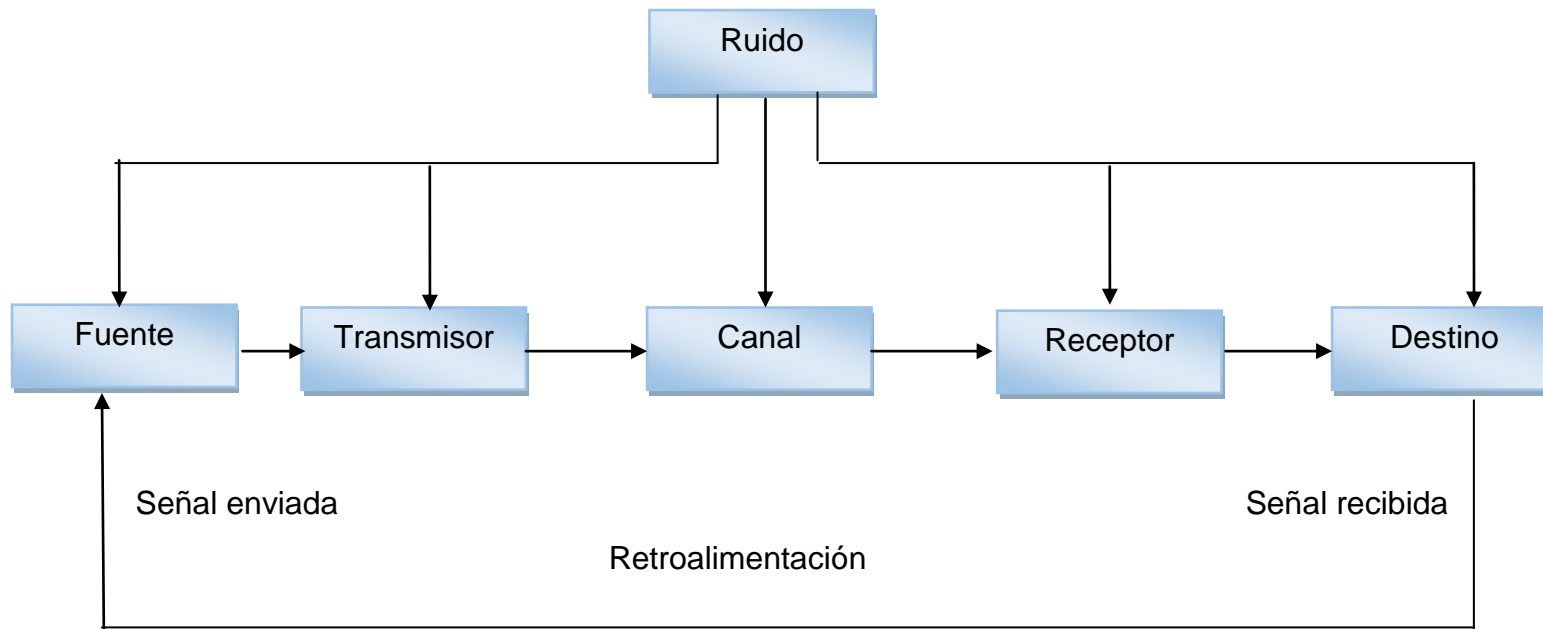 Ruido
Fuente
Transmisor
Canal
Receptor
Destino
Señal enviada
Señal recibida
Retroalimentación